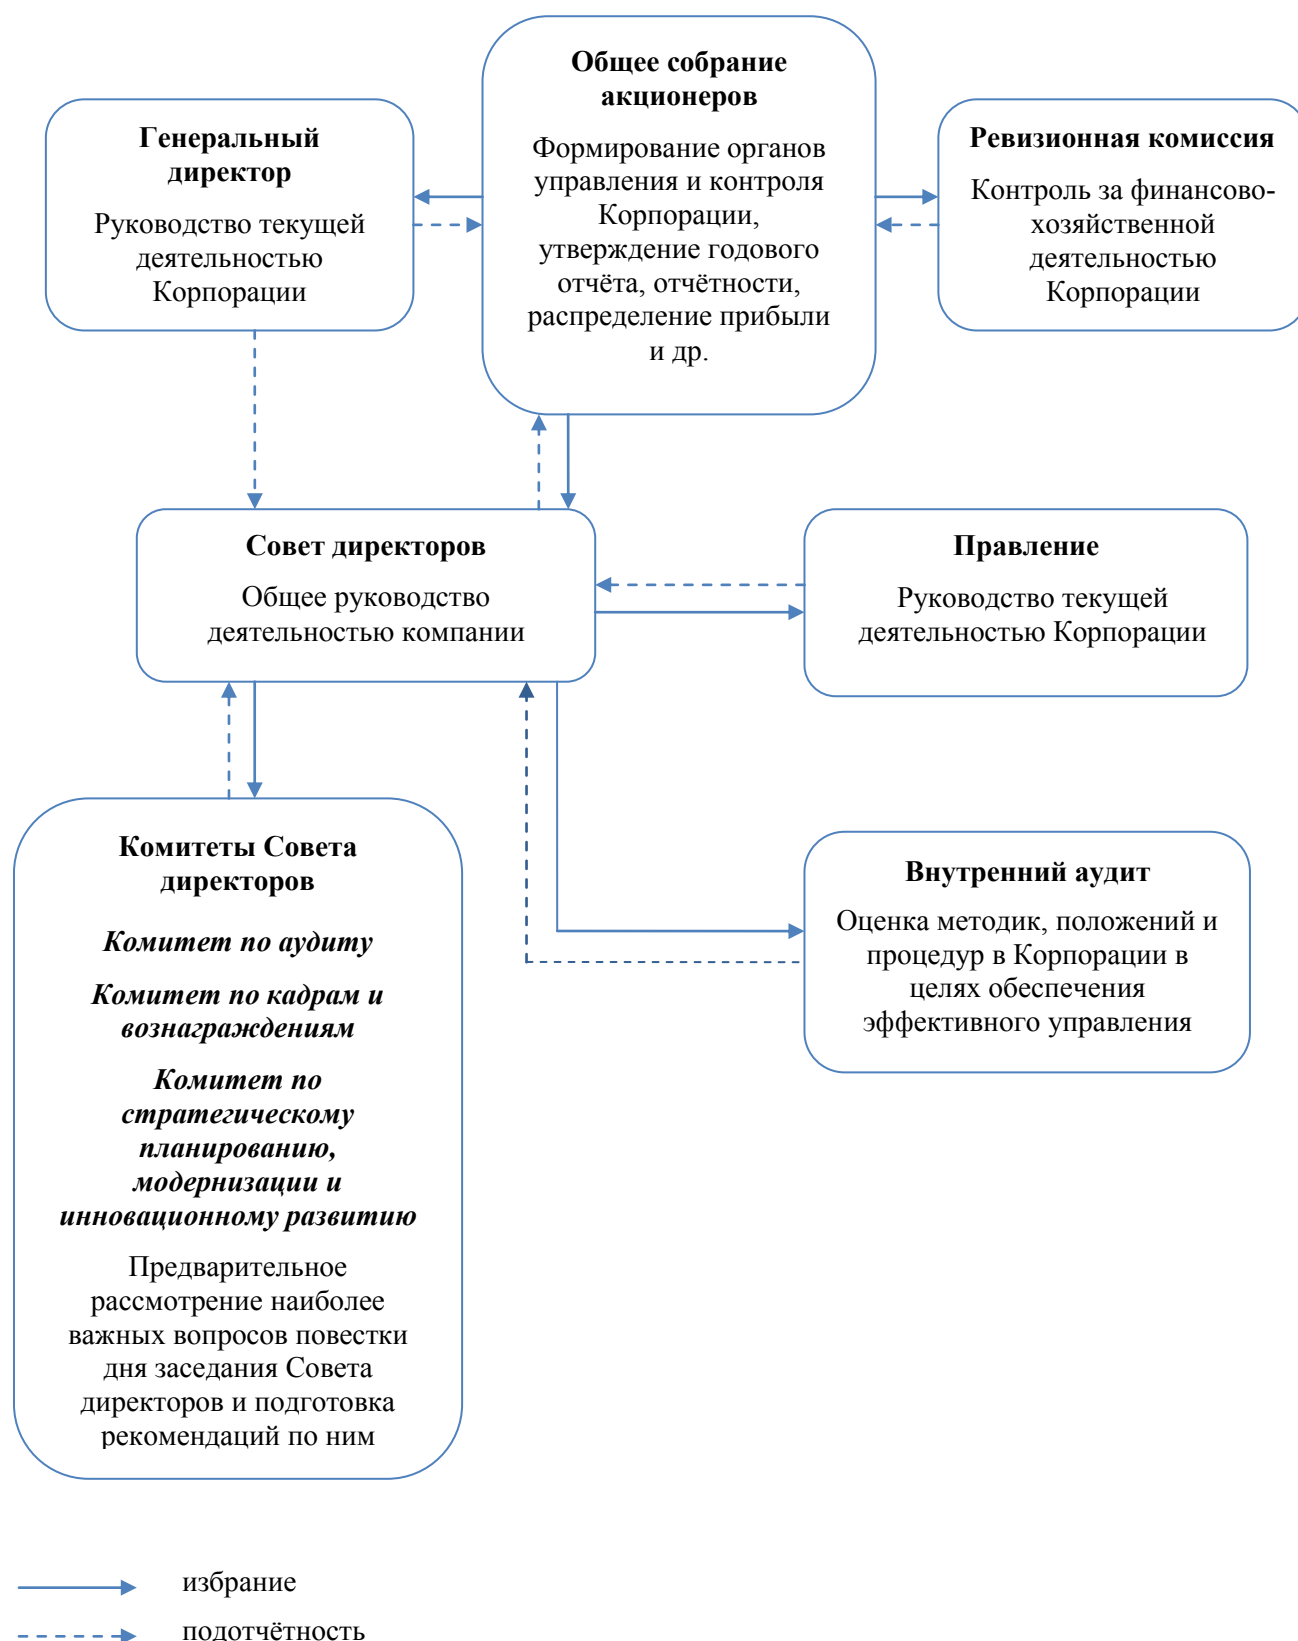 Общее собрание
акционеров
Формирование органов
управления и контроля
Корпорации,
утверждение годового
отчёта, отчётности,
распределение прибыли
и др.
Генеральный
директор
Руководство текущей
деятельностью
Корпорации
Ревизионная комиссия
Контроль за финансово-
хозяйственной
деятельностью
Корпорации
Совет директоров
Общее руководство
деятельностью компании
Правление
Руководство текущей
деятельностью Корпорации
Комитеты Совета
директоров
Комитет по аудиту
Комитет по кадрам и
вознаграждениям
Комитет по
стратегическому
планированию,
модернизации и
инновационному развитию
Предварительное
рассмотрение наиболее
важных вопросов повестки
дня заседания Совета
директоров и подготовка
рекомендаций по ним
Внутренний аудит
Оценка методик, положений и
процедур в Корпорации в
целях обеспечения
эффективного управления
избрание
подотчётность